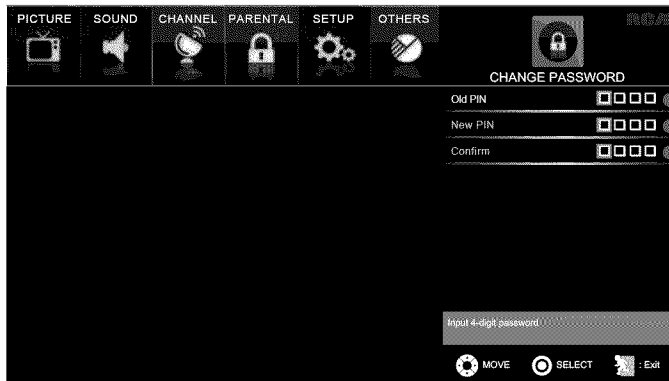 PICTURE SOUND CHANNEL PARENTAL SETUP OTHERS
RCA
CHANGE PASSWORD
Old PIN
New PIN
Confirm
Input 4-digit password
MOVE SELECT : Exit